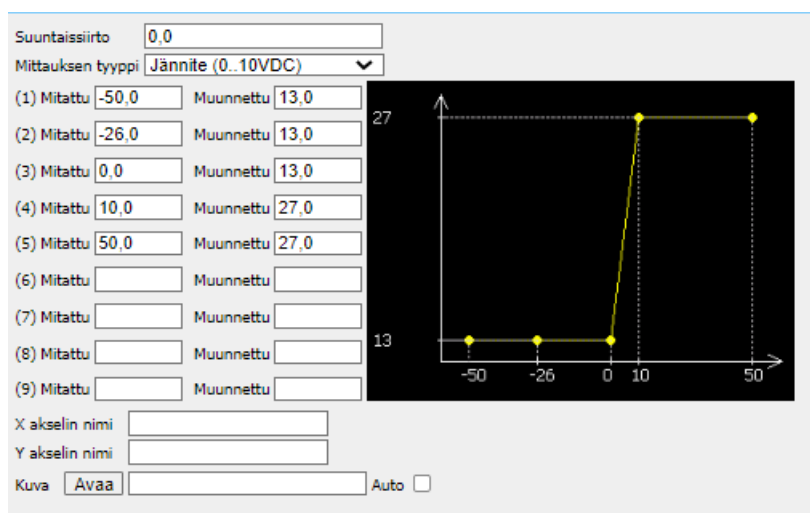 Suuntaissiirto 0,0
Mittauksen tyyppi Jännite (0..10VDC)
(1) Mitattu -50,0 Muunnettu 13,0
(2) Mitattu -26,0 Muunnettu 13,0
(3) Mitattu 0,0 Muunnettu 13,0
(4) Mitattu 10,0 Muunnettu 27,0
(5) Mitattu 50,0 Muunnettu 27,0
(6) Mitattu Muunnettu
(7) Mitattu Muunnettu
(8) Mitattu Muunnettu
(9) Mitattu Muunnettu
27
13
-50 -26 0 10 50
X akselin nimi
Y akselin nimi
Kuva Avaa Auto